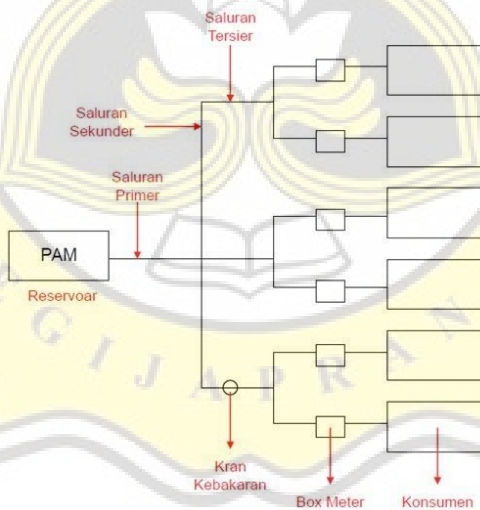 Saluran
Tersier
Saluran
Sekunder
Saluran
Primer
PAM
Reservoar
G I J A P R A N
Kran
Kebakaran
Box Meter
Konsumen